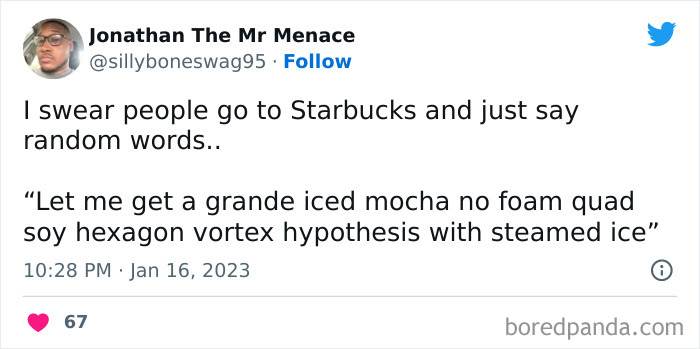 Jonathan The Mr Menace
@sillyboneswag95 · Follow
I swear people go to Starbucks and just say
random words..
“Let me get a grande iced mocha no foam quad
soy hexagon vortex hypothesis with steamed ice”
10:28 PM · Jan 16, 2023
67
boredpanda.com